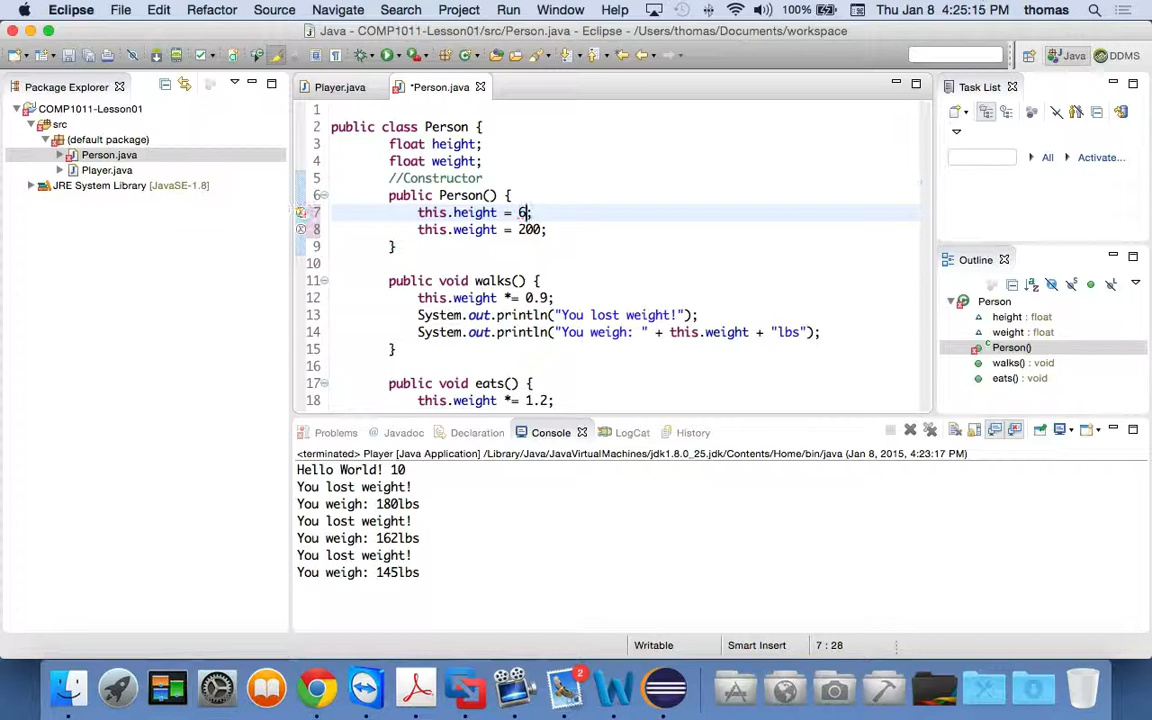 Eclipse File Edit Refactor Source Navigate Search Project Run Window Help 100% Thu Jan 8 4:25:15 PM thomas
Java - COMP1011-Lesson01/src/Person.java - Eclipse - /Users/thomas/Documents/workspace
Java DDMS
Package Explorer
COMP1011-Lesson01
src
(default package)
Person.java
Player.java
JRE System Library [JavaSE-1.8]
Player.java *Person.java
1
2 public class Person {
3 float height;
4 float weight;
5 //Constructor
6 public Person() {
7 this.height = 6;
8 this.weight = 200;
9 }
10
11 public void walks() {
12 this.weight *= 0.9;
13 System.out.println("You lost weight!");
14 System.out.println("You weigh: " + this.weight + "lbs");
15 }
16
17 public void eats() {
18 this.weight *= 1.2;
Task List
All Activate...
Outline
Person
height : float
weight : float
Person()
walks() : void
eats() : void
Problems Javadoc Declaration Console LogCat History
<terminated> Player [Java Application] /Library/Java/JavaVirtualMachines/jdk1.8.0_25.jdk/Contents/Home/bin/java (Jan 8, 2015, 4:23:17 PM)
Hello World! 10
You lost weight!
You weigh: 180lbs
You lost weight!
You weigh: 162lbs
You lost weight!
You weigh: 145lbs
Writable Smart Insert 7 : 28
2